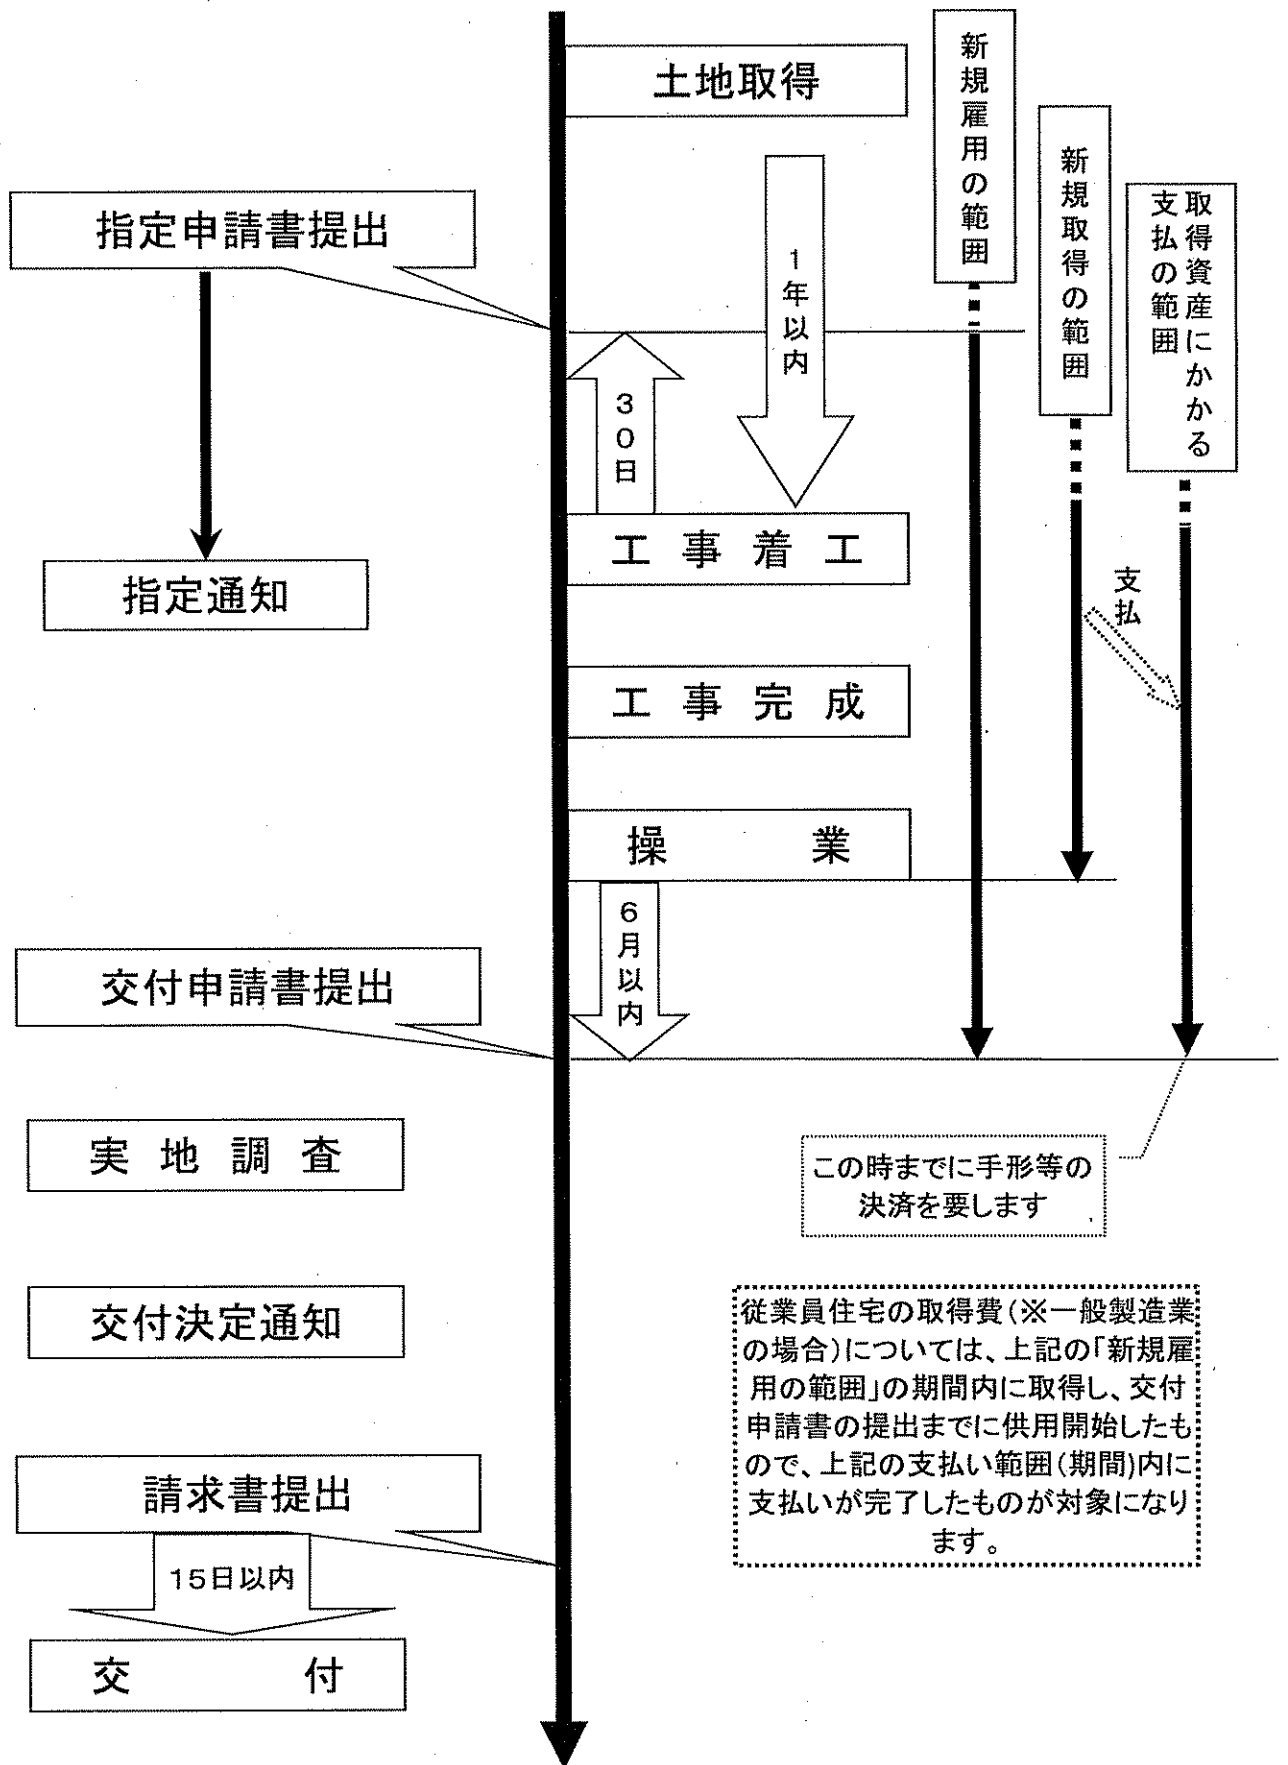 土地取得
新規雇用の範囲
新規取得の範囲
取得資産にかかる
支払の範囲
指定申請書提出
1年以内
30日
工事着工
指定通知
支払
工事完成
操業
6月以内
交付申請書提出
実地調査
この時までに手形等の
決済を要します
交付決定通知
従業員住宅の取得費(※一般製造業
の場合)については、上記の「新規雇
用の範囲」の期間内に取得し、交付
申請書の提出までに供用開始したも
ので、上記の支払い範囲(期間)内に
支払いが完了したものが対象になり
ます。
請求書提出
15日以内
交付